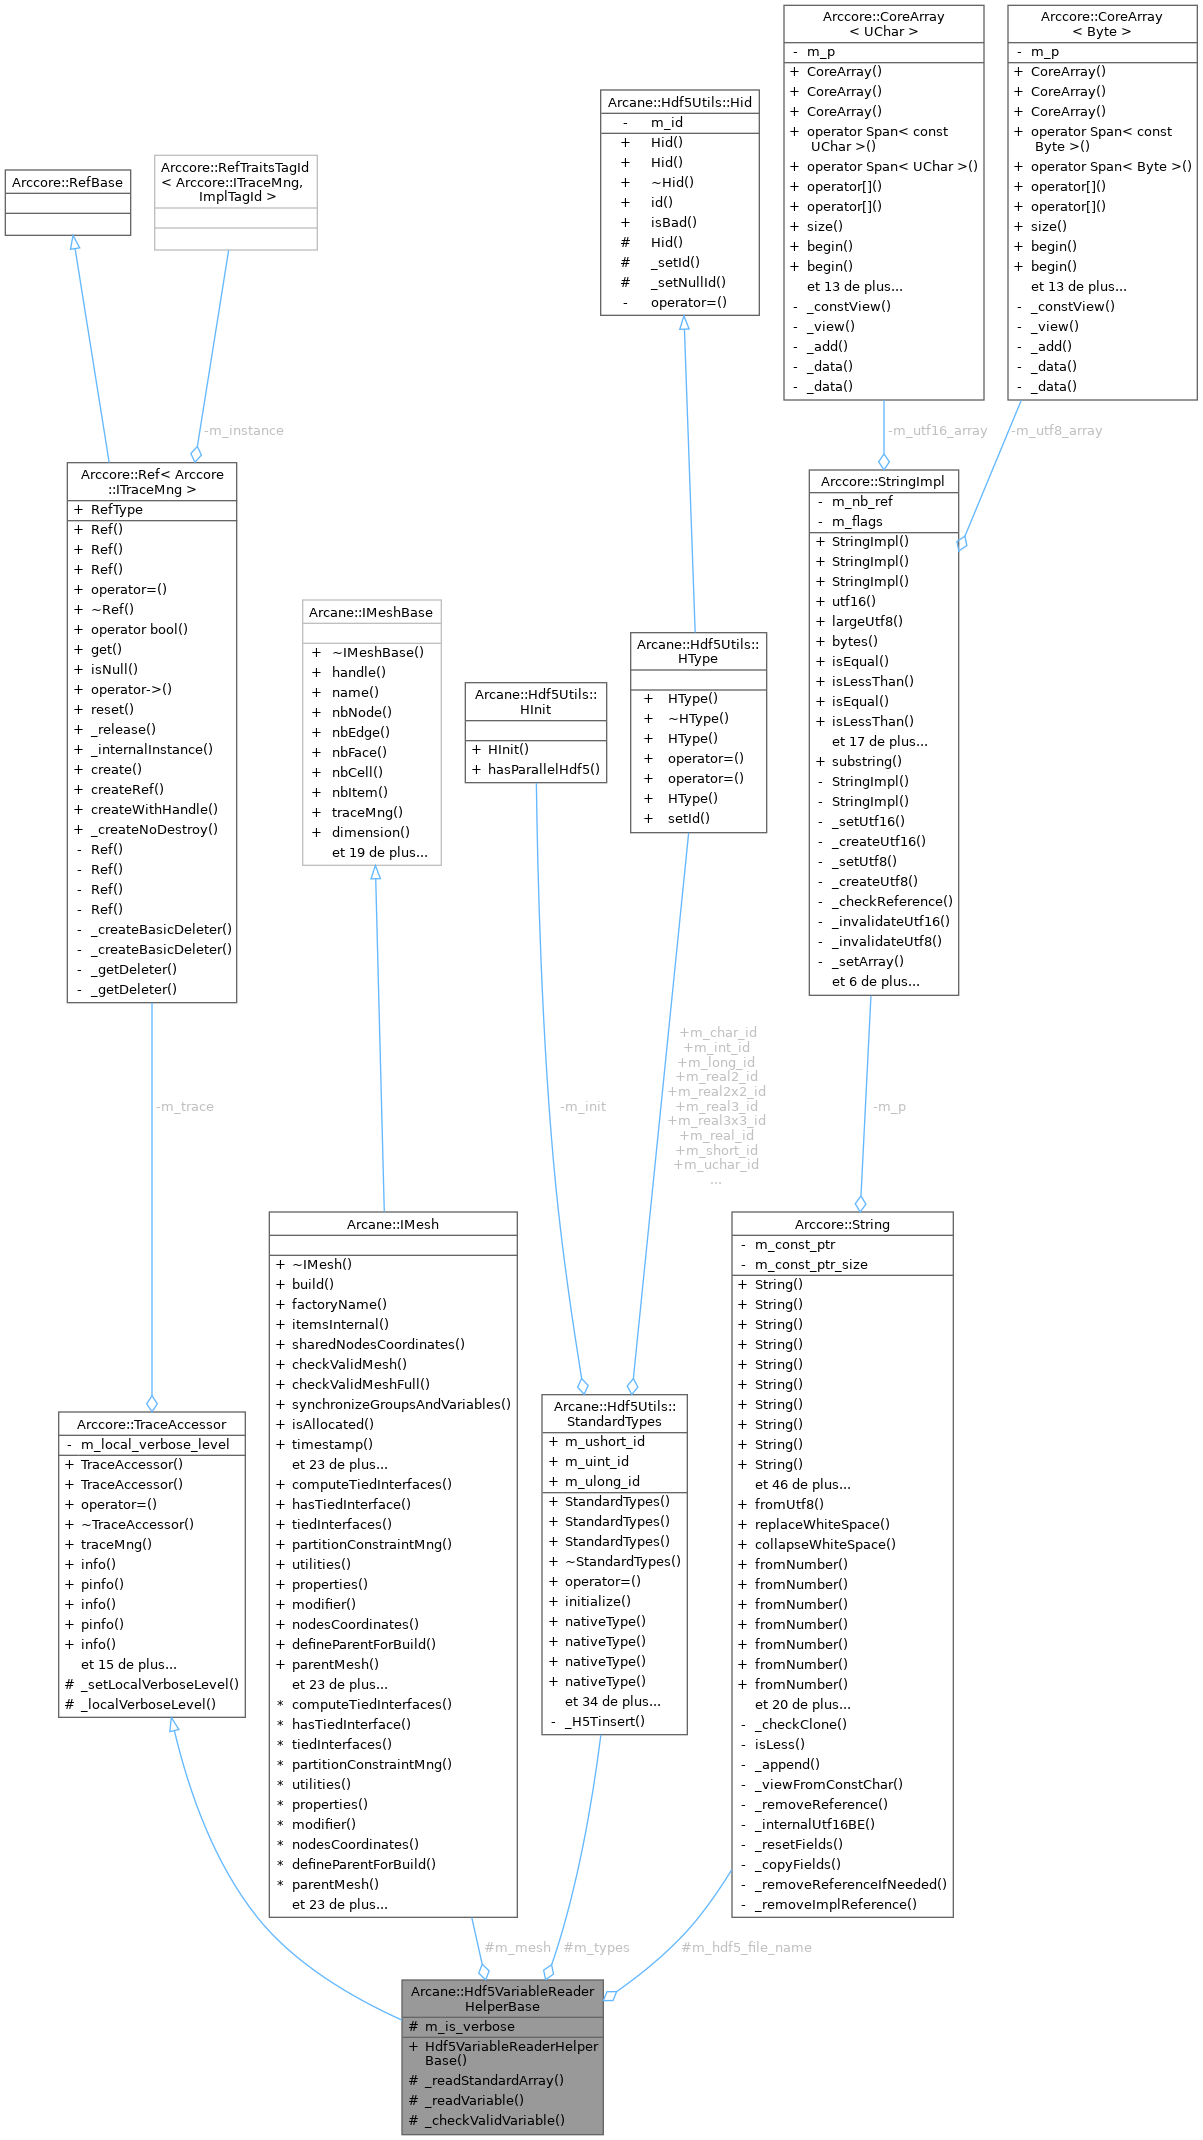 Arccore::CoreArray
< UChar >
- m_p
+ CoreArray()
+ CoreArray()
+ CoreArray()
+ operator Span< const
UChar >()
+ operator Span< UChar >()
+ operator[]()
+ operator[]()
+ size()
+ begin()
+ begin()
et 13 de plus...
- _constView()
- _view()
- _add()
- _data()
- _data()
Arccore::CoreArray
< Byte >
- m_p
+ CoreArray()
+ CoreArray()
+ CoreArray()
+ operator Span< const
Byte >()
+ operator Span< Byte >()
+ operator[]()
+ operator[]()
+ size()
+ begin()
+ begin()
et 13 de plus...
- _constView()
- _view()
- _add()
- _data()
- _data()
Arcane::Hdf5Utils::Hid
- m_id
+ Hid()
+ Hid()
+ ~Hid()
+ id()
+ isBad()
# Hid()
# _setId()
# _setNullId()
- operator=()
Arccore::RefBase
Arccore::RefTraitsTagId
< Arccore::ITraceMng,
ImplTagId >
-m_instance
-m_utf16_array
-m_utf8_array
Arccore::Ref< Arccore
::ITraceMng >
+ RefType
+ Ref()
+ Ref()
+ Ref()
+ operator=()
+ ~Ref()
+ operator bool()
+ get()
+ isNull()
+ operator->()
+ reset()
+ _release()
+ _internalInstance()
+ create()
+ createRef()
+ createWithHandle()
+ _createNoDestroy()
- Ref()
- Ref()
- Ref()
- Ref()
- _createBasicDeleter()
- _createBasicDeleter()
- _getDeleter()
- _getDeleter()
Arcane::IMeshBase
+ ~IMeshBase()
+ handle()
+ name()
+ nbNode()
+ nbEdge()
+ nbFace()
+ nbCell()
+ nbItem()
+ traceMng()
+ dimension()
et 19 de plus...
Arcane::Hdf5Utils::
HInit
+ HInit()
+ hasParallelHdf5()
Arcane::Hdf5Utils::
HType
+ HType()
+ ~HType()
+ HType()
+ operator=()
+ operator=()
+ HType()
+ setId()
Arccore::StringImpl
- m_nb_ref
- m_flags
+ StringImpl()
+ StringImpl()
+ StringImpl()
+ utf16()
+ largeUtf8()
+ bytes()
+ isEqual()
+ isLessThan()
+ isEqual()
+ isLessThan()
et 17 de plus...
+ substring()
- StringImpl()
- StringImpl()
- _setUtf16()
- _createUtf16()
- _setUtf8()
- _createUtf8()
- _checkReference()
- _invalidateUtf16()
- _invalidateUtf8()
- _setArray()
et 6 de plus...
-m_trace
-m_init
+m_char_id
+m_int_id
+m_long_id
+m_real2_id
+m_real2x2_id
+m_real3_id
+m_real3x3_id
+m_real_id
+m_short_id
+m_uchar_id
...
-m_p
Arccore::TraceAccessor
- m_local_verbose_level
+ TraceAccessor()
+ TraceAccessor()
+ operator=()
+ ~TraceAccessor()
+ traceMng()
+ info()
+ pinfo()
+ info()
+ pinfo()
+ info()
et 15 de plus...
# _setLocalVerboseLevel()
# _localVerboseLevel()
Arcane::IMesh
+ ~IMesh()
+ build()
+ factoryName()
+ itemsInternal()
+ sharedNodesCoordinates()
+ checkValidMesh()
+ checkValidMeshFull()
+ synchronizeGroupsAndVariables()
+ isAllocated()
+ timestamp()
et 23 de plus...
+ computeTiedInterfaces()
+ hasTiedInterface()
+ tiedInterfaces()
+ partitionConstraintMng()
+ utilities()
+ properties()
+ modifier()
+ nodesCoordinates()
+ defineParentForBuild()
+ parentMesh()
et 23 de plus...
* computeTiedInterfaces()
* hasTiedInterface()
* tiedInterfaces()
* partitionConstraintMng()
* utilities()
* properties()
* modifier()
* nodesCoordinates()
* defineParentForBuild()
* parentMesh()
et 23 de plus...
Arcane::Hdf5Utils::
StandardTypes
+ m_ushort_id
+ m_uint_id
+ m_ulong_id
+ StandardTypes()
+ StandardTypes()
+ StandardTypes()
+ ~StandardTypes()
+ operator=()
+ initialize()
+ nativeType()
+ nativeType()
+ nativeType()
+ nativeType()
et 34 de plus...
- _H5Tinsert()
Arccore::String
- m_const_ptr
- m_const_ptr_size
+ String()
+ String()
+ String()
+ String()
+ String()
+ String()
+ String()
+ String()
+ String()
+ String()
et 46 de plus...
+ fromUtf8()
+ replaceWhiteSpace()
+ collapseWhiteSpace()
+ fromNumber()
+ fromNumber()
+ fromNumber()
+ fromNumber()
+ fromNumber()
+ fromNumber()
+ fromNumber()
et 20 de plus...
- _checkClone()
- isLess()
- _append()
- _viewFromConstChar()
- _removeReference()
- _internalUtf16BE()
- _resetFields()
- _copyFields()
- _removeReferenceIfNeeded()
- _removeImplReference()
#m_mesh
#m_types
#m_hdf5_file_name
Arcane::Hdf5VariableReader
HelperBase
# m_is_verbose
+ Hdf5VariableReaderHelper
Base()
# _readStandardArray()
# _readVariable()
# _checkValidVariable()